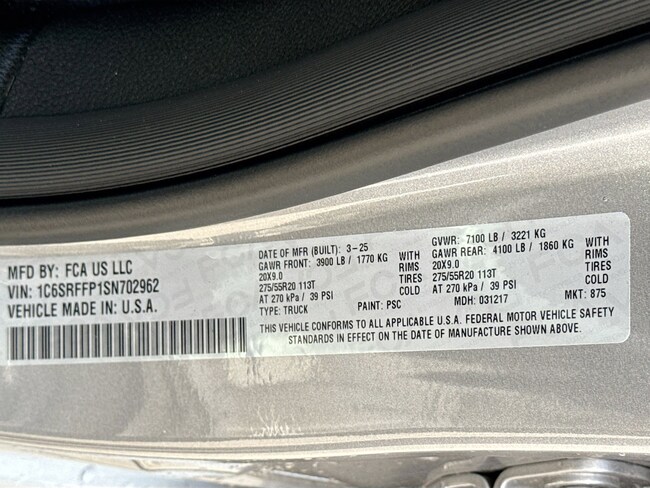 MFD BY: FCA US LLC
VIN: 1C6SRFFP1SN702962
VEHICLE MADE IN: U.S.A.
DATE OF MFR (BUILT): 3-25
GAWR FRONT: 3900 LB / 1770 KG WITH
20X9.0 RIMS
275/55R20 113T TIRES
AT 270 kPa / 39 PSI COLD
TYPE: TRUCK PAINT: PSC
GVWR: 7100 LB / 3221 KG
GAWR REAR: 4100 LB / 1860 KG WITH
20X9.0 RIMS
275/55R20 113T TIRES
AT 270 kPa / 39 PSI COLD
MDH: 031217 MKT: 875
THIS VEHICLE CONFORMS TO ALL APPLICABLE U.S.A. FEDERAL MOTOR VEHICLE SAFETY
STANDARDS IN EFFECT ON THE DATE OF MANUFACTURE SHOWN ABOVE.